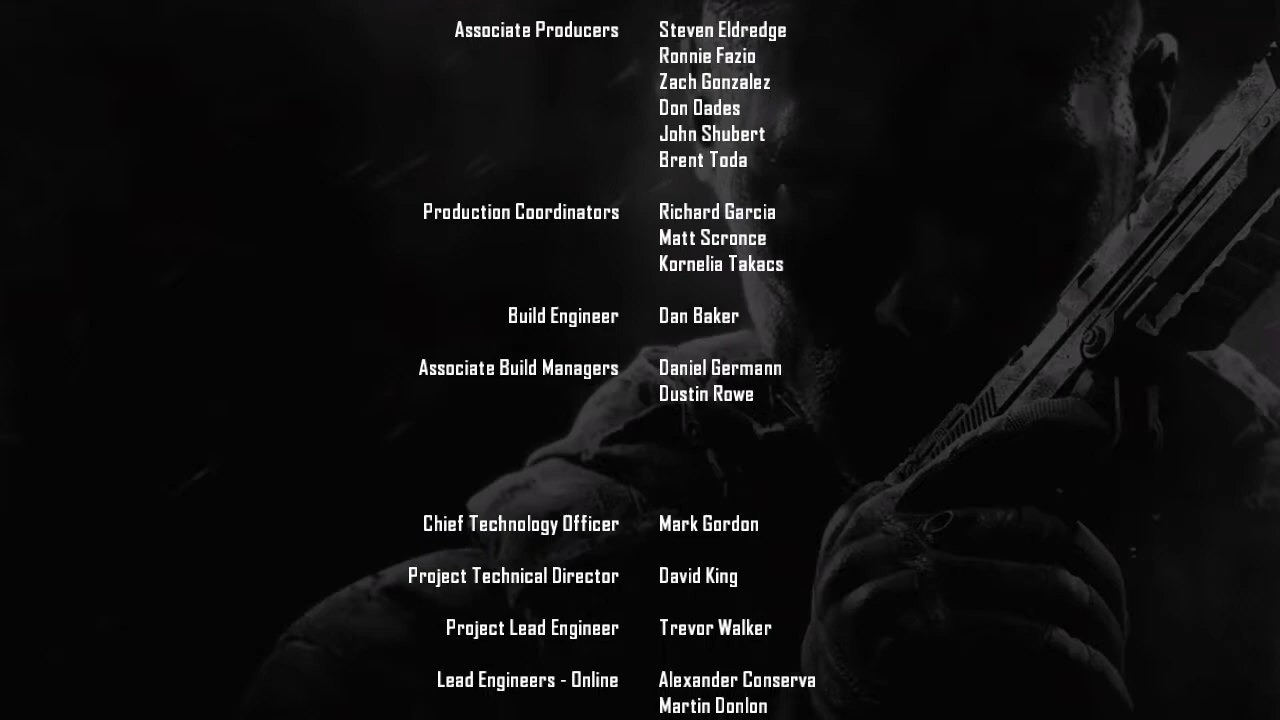 Associate Producers Steven Eldredge
Ronnie Fazio
Zach Gonzalez
Don Oades
John Shubert
Brent Toda
Production Coordinators Richard Garcia
Matt Scronce
Kornelia Takacs
Build Engineer Dan Baker
Associate Build Managers Daniel Germann
Dustin Rowe
Chief Technology Officer Mark Gordon
Project Technical Director David King
Project Lead Engineer Trevor Walker
Lead Engineers - Online Alexander Conserva
Martin Donlon